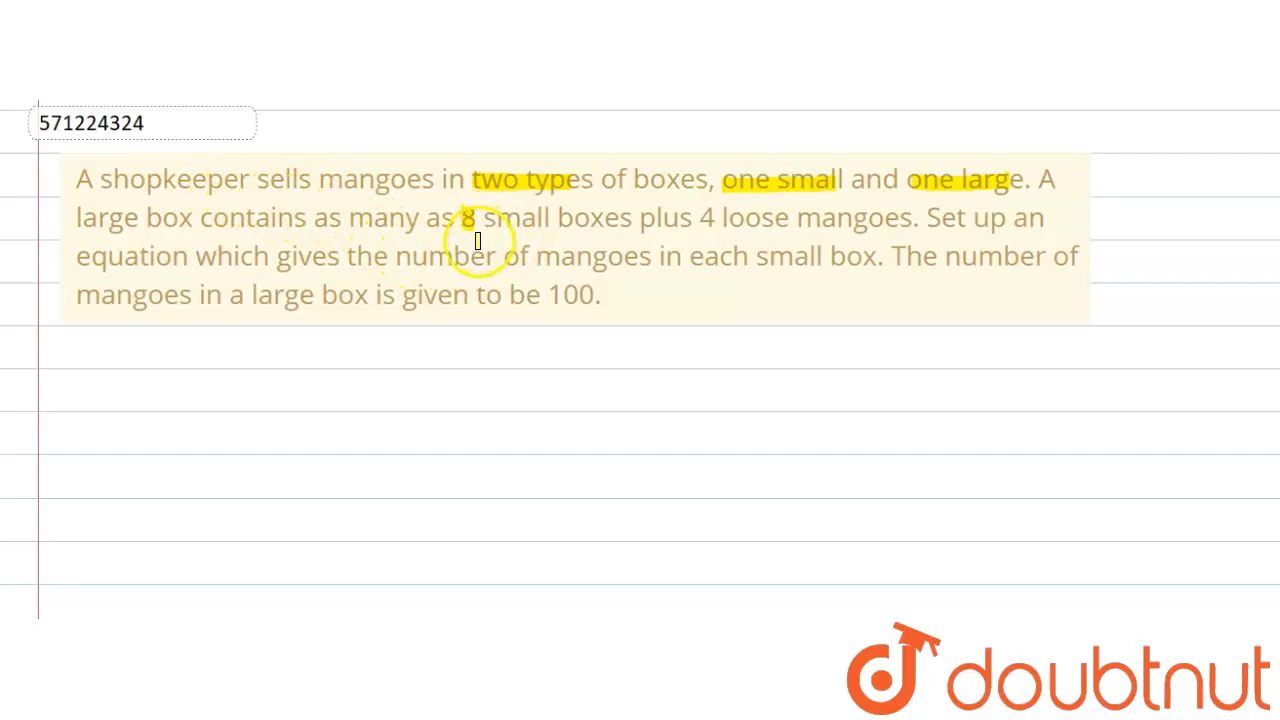 571224324
A shopkeeper sells mangoes in two types of boxes, one small and one large. A
large box contains as many as 8 small boxes plus 4 loose mangoes. Set up an
equation which gives the number of mangoes in each small box. The number of
mangoes in a large box is given to be 100.
doubtnut